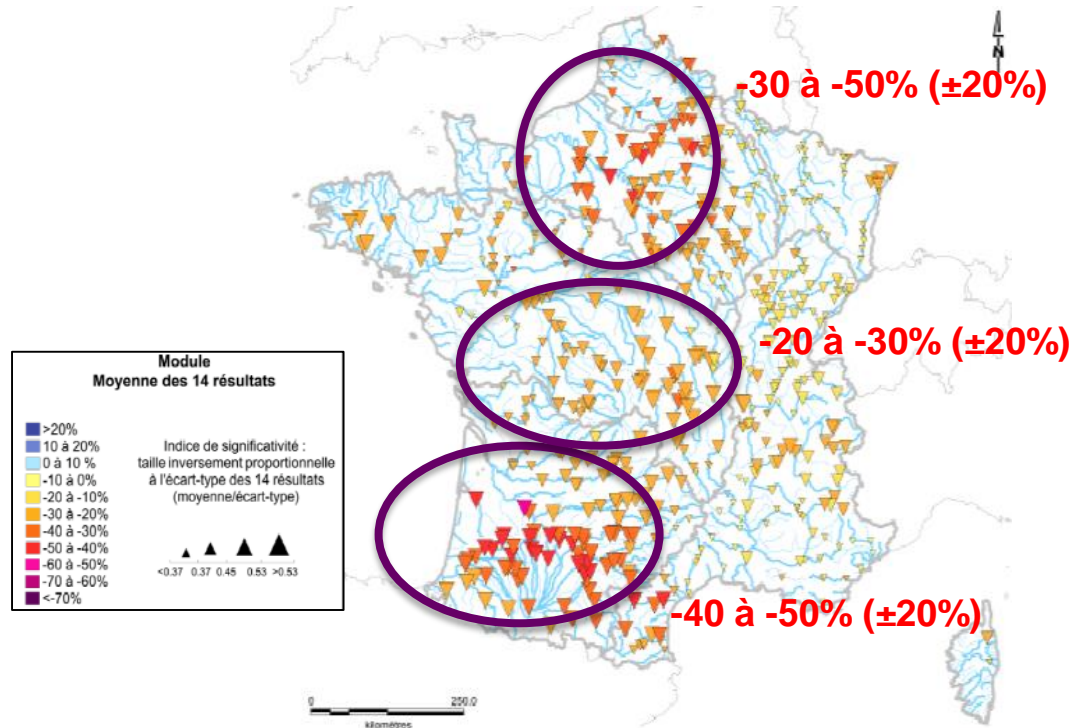 N
-30 à -50% (±20%)
-20 à -30% (±20%)
Module
Moyenne des 14 résultats
>20%
10 à 20%
0 à 10 %
-10 à 0%
-20 à -10%
-30 à -20%
-40 à -30%
-50 à -40%
-60 à -50%
-70 à -60%
<-70%
Indice de significativité :
taille inversement proportionnelle
à l'écart-type des 14 résultats
(moyenne/écart-type)
<0.37 0.37 0.45 0.53 >0.53
-40 à -50% (±20%)
0 250.0
kilomètres